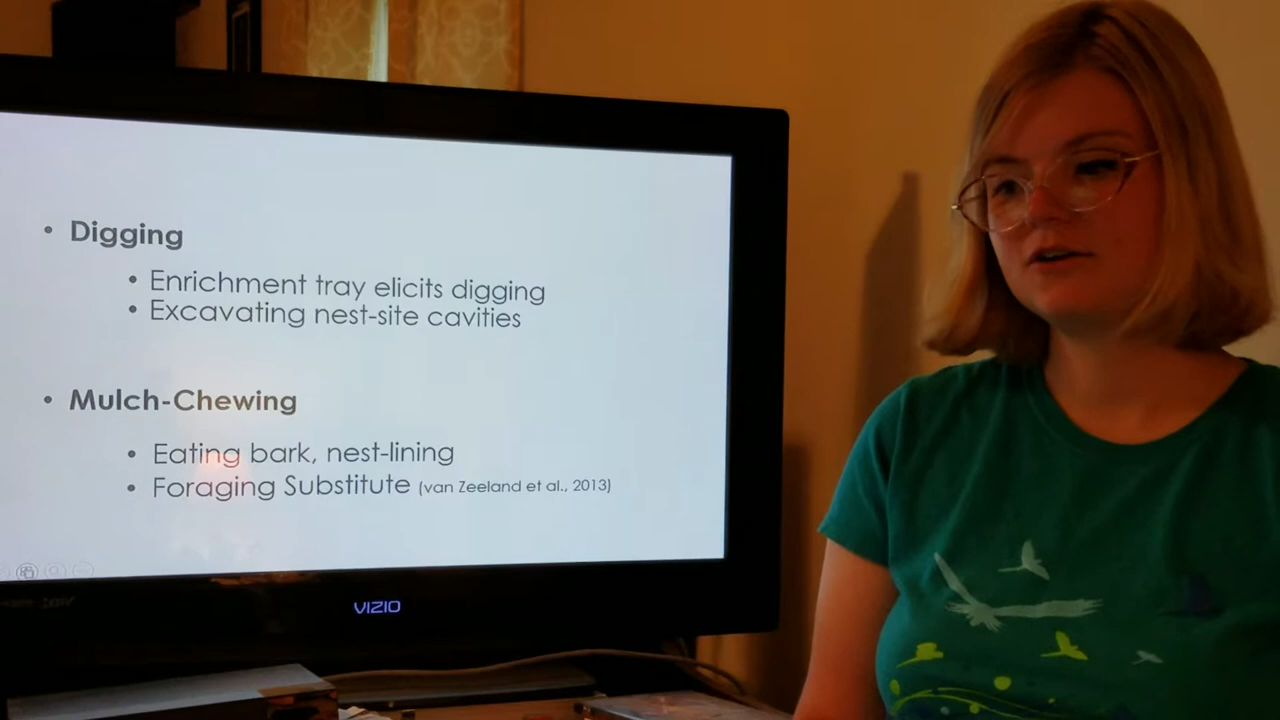 • Digging
• Enrichment tray elicits digging
• Excavating nest-site cavities
• Mulch-Chewing
• Eating bark, nest-lining
• Foraging Substitute (van Zeeland et al., 2013)
VIZIO